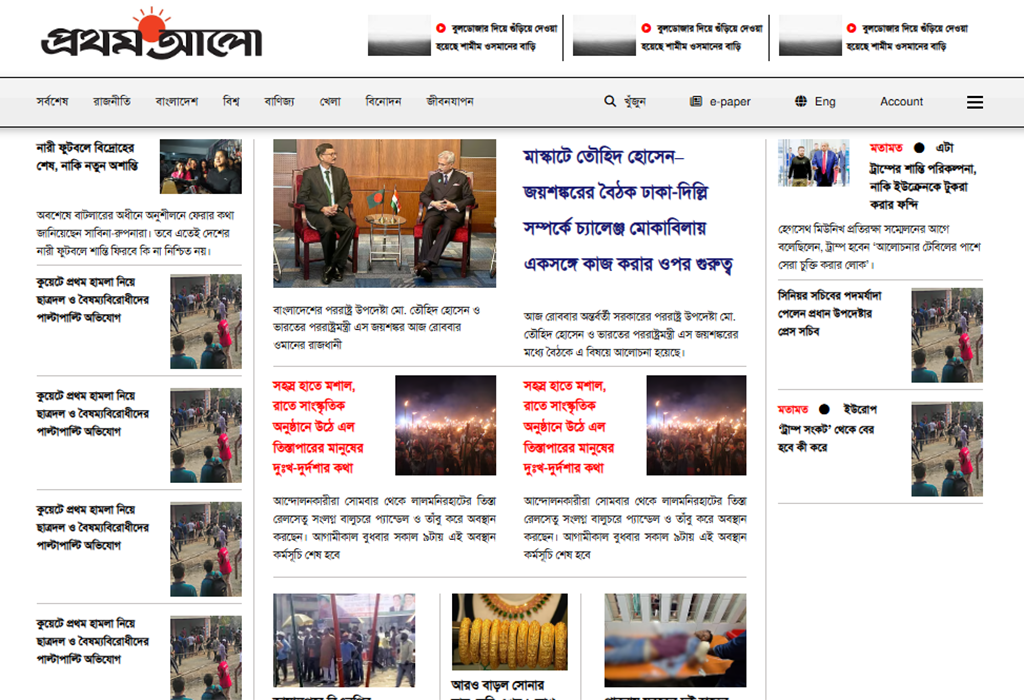 প্রথম আলো
বুলডোজার দিয়ে গুঁড়িয়ে দেওয়া
হয়েছে শামীম ওসমানের বাড়ি
বুলডোজার দিয়ে গুঁড়িয়ে দেওয়া
হয়েছে শামীম ওসমানের বাড়ি
বুলডোজার দিয়ে গুঁড়িয়ে দেওয়া
হয়েছে শামীম ওসমানের বাড়ি
সর্বশেষ রাজনীতি বাংলাদেশ বিশ্ব বাণিজ্য খেলা বিনোদন জীবনযাপন খুঁজুন e-paper Eng Account
নারী ফুটবলে বিদ্রোহের
শেষ, নাকি নতুন অশান্তি
অবশেষে বাটলারের অধীনে অনুশীলনে ফেরার কথা
জানিয়েছেন সাবিনা-রুপনারা। তবে এতেই দেশের
নারী ফুটবলে শান্তি ফিরবে কি না নিশ্চিত নয়।
কুয়েটে প্রথম হামলা নিয়ে
ছাত্রদল ও বৈষম্যবিরোধীদের
পাল্টাপাল্টি অভিযোগ
কুয়েটে প্রথম হামলা নিয়ে
ছাত্রদল ও বৈষম্যবিরোধীদের
পাল্টাপাল্টি অভিযোগ
কুয়েটে প্রথম হামলা নিয়ে
ছাত্রদল ও বৈষম্যবিরোধীদের
পাল্টাপাল্টি অভিযোগ
কুয়েটে প্রথম হামলা নিয়ে
ছাত্রদল ও বৈষম্যবিরোধীদের
পাল্টাপাল্টি অভিযোগ
মাস্কাটে তৌহিদ হোসেন–
জয়শঙ্করের বৈঠক ঢাকা-দিল্লি
সম্পর্কে চ্যালেঞ্জ মোকাবিলায়
একসঙ্গে কাজ করার ওপর গুরুত্ব
বাংলাদেশের পররাষ্ট্র উপদেষ্টা মো. তৌহিদ হোসেন ও
ভারতের পররাষ্ট্রমন্ত্রী এস জয়শঙ্কর আজ রোববার
ওমানের রাজধানী
আজ রোববার অন্তর্বর্তী সরকারের পররাষ্ট্র উপদেষ্টা মো.
তৌহিদ হোসেন ও ভারতের পররাষ্ট্রমন্ত্রী এস জয়শঙ্করের
মধ্যে বৈঠকে এ বিষয়ে আলোচনা হয়েছে।
সহস্র হাতে মশাল,
রাতে সাংস্কৃতিক
অনুষ্ঠানে উঠে এল
তিস্তাপারের মানুষের
দুঃখ-দুর্দশার কথা
আন্দোলনকারীরা সোমবার থেকে লালমনিরহাটের তিস্তা
রেলসেতু সংলগ্ন বালুচরে প্যান্ডেল ও তাঁবু করে অবস্থান
করছেন। আগামীকাল বুধবার সকাল ৯টায় এই অবস্থান
কর্মসূচি শেষ হবে
সহস্র হাতে মশাল,
রাতে সাংস্কৃতিক
অনুষ্ঠানে উঠে এল
তিস্তাপারের মানুষের
দুঃখ-দুর্দশার কথা
আন্দোলনকারীরা সোমবার থেকে লালমনিরহাটের তিস্তা
রেলসেতু সংলগ্ন বালুচরে প্যান্ডেল ও তাঁবু করে অবস্থান
করছেন। আগামীকাল বুধবার সকাল ৯টায় এই অবস্থান
কর্মসূচি শেষ হবে
আরও বাড়ল সোনার
মতামত ● এটা
ট্রাম্পের শান্তি পরিকল্পনা,
নাকি ইউক্রেনকে টুকরা
করার ফন্দি
হেগসেথ মিউনিখ প্রতিরক্ষা সম্মেলনের আগে
বলেছিলেন, ট্রাম্প হবেন ‘আলোচনার টেবিলের পাশে
সেরা চুক্তি করার লোক’।
সিনিয়র সচিবের পদমর্যাদা
পেলেন প্রধান উপদেষ্টার
প্রেস সচিব
মতামত ● ইউরোপ
‘ট্রাম্প সংকট’ থেকে বের
হবে কী করে